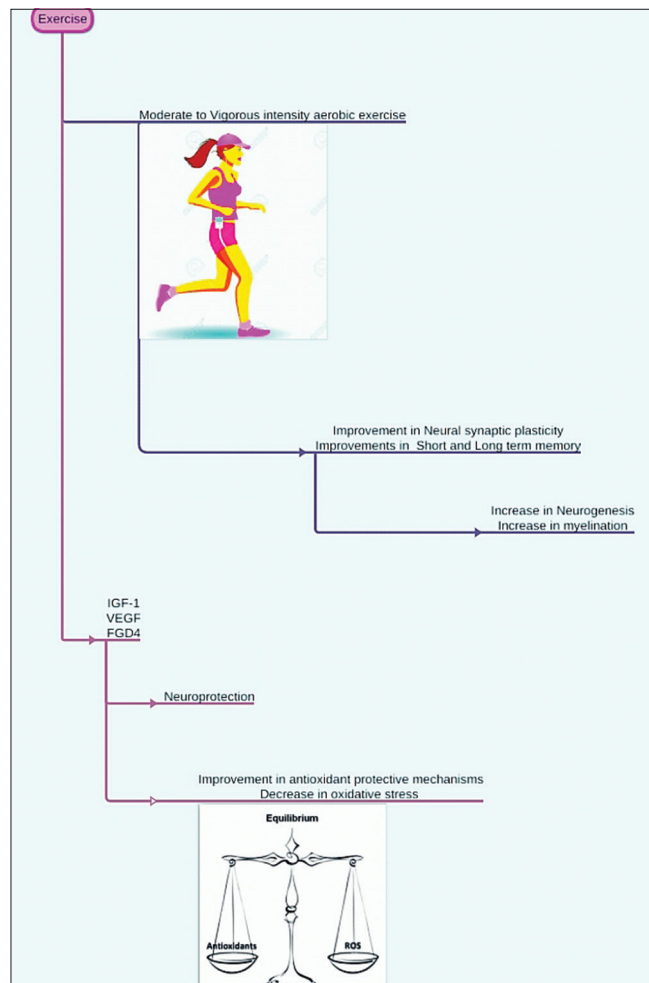 Exercise
Moderate to Vigorous intensity aerobic exercise
Improvement in Neural synaptic plasticity
Improvements in Short and Long term memory
Increase in Neurogenesis
Increase in myelination
IGF-1
VEGF
FGD4
Neuroprotection
Improvement in antioxidant protective mechanisms
Decrease in oxidative stress
Equilibrium
Antioxidants
ROS